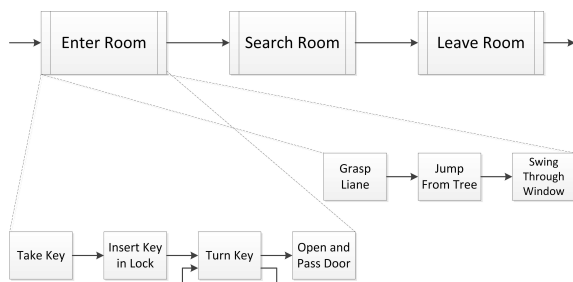 Enter Room
Search Room
Leave Room
Grasp
Liane
Jump
From Tree
Swing
Through
Window
Take Key
Insert Key
in Lock
Turn Key
Open and
Pass Door